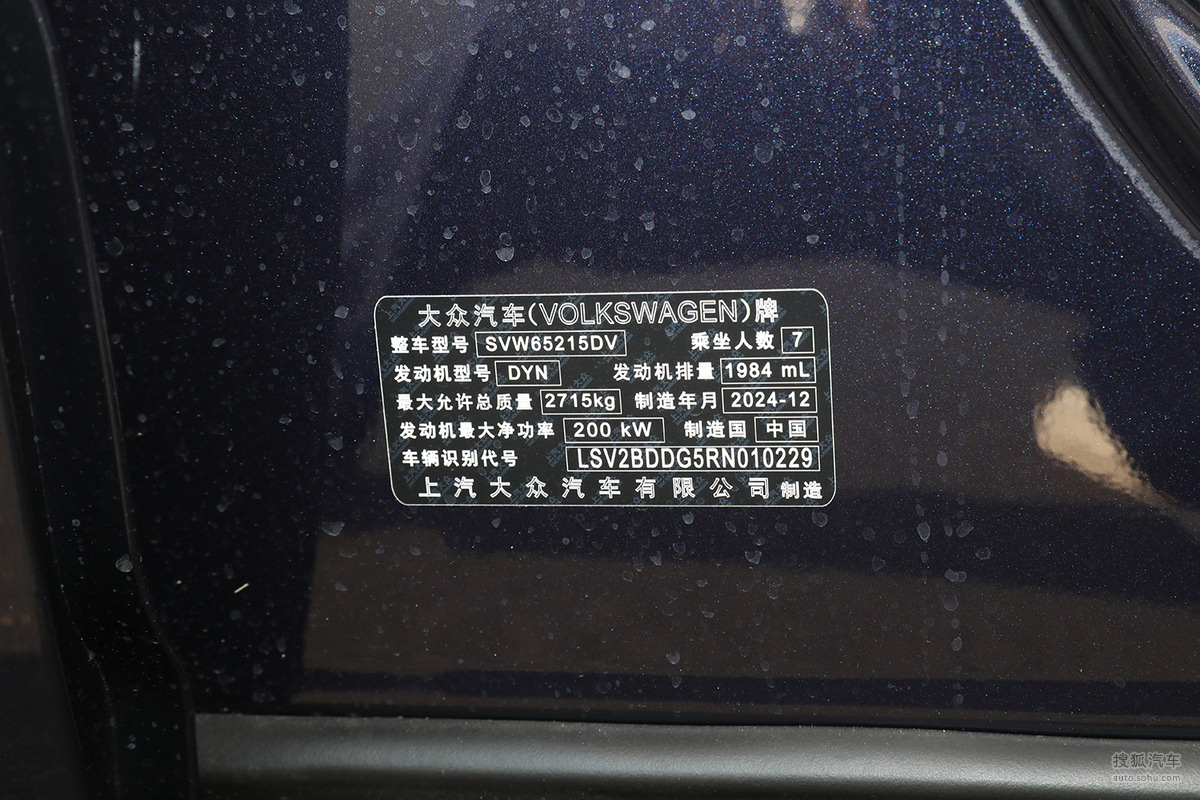 大众汽车(VOLKSWAGEN)牌
整车型号 SVW65215DV 乘坐人数 7
发动机型号 DYN 发动机排量 1984 mL
最大允许总质量 2715kg 制造年月 2024-12
发动机最大净功率 200 kW 制造国 中国
车辆识别代号 LSV2BDDG5RN010229
上汽大众汽车有限公司 制造
搜狐汽车
auto.sohu.com